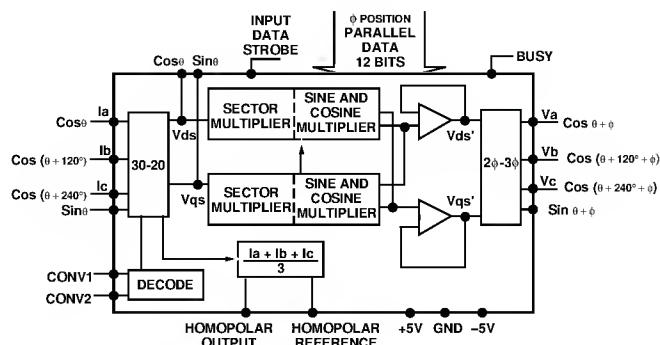 INPUT
DATA
STROBE
ϕ POSITION
PARALLEL
DATA
12 BITS
BUSY
Cosθ Sinθ
Cosθ
Ia
Cos (θ + 120°)
Ib
Cos (θ + 240°)
Ic
Sinθ
30-20
Vds
Vqs
SECTOR
MULTIPLIER
SINE AND
COSINE
MULTIPLIER
SECTOR
MULTIPLIER
SINE AND
COSINE
MULTIPLIER
Vds'
Vqs'
2ϕ-3ϕ
Va
Cos θ + ϕ
Vb
Cos (θ + 120° + ϕ)
Vc
Cos (θ + 240° + ϕ)
Sin θ + ϕ
CONV1
CONV2
DECODE
Ia + Ib + Ic
3
HOMOPOLAR
OUTPUT
HOMOPOLAR
REFERENCE
+5V GND –5V